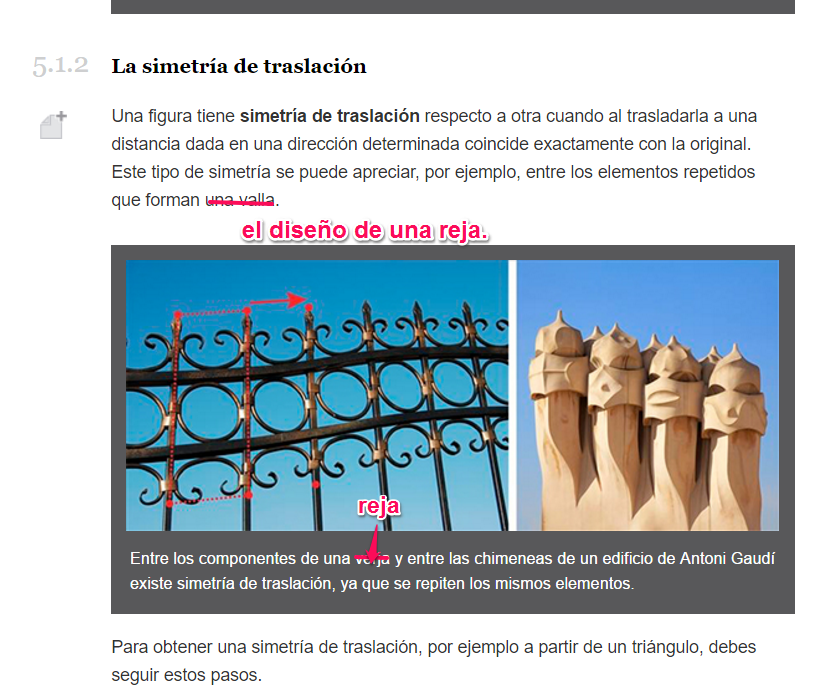 5.1.2 La simetría de traslación
Una figura tiene simetría de traslación respecto a otra cuando al trasladarla a una
distancia dada en una dirección determinada coincide exactamente con la original.
Este tipo de simetría se puede apreciar, por ejemplo, entre los elementos repetidos
que forman una valla.
el diseño de una reja.
reja
Entre los componentes de una verja y entre las chimeneas de un edificio de Antoni Gaudí
existe simetría de traslación, ya que se repiten los mismos elementos.
Para obtener una simetría de traslación, por ejemplo a partir de un triángulo, debes
seguir estos pasos.